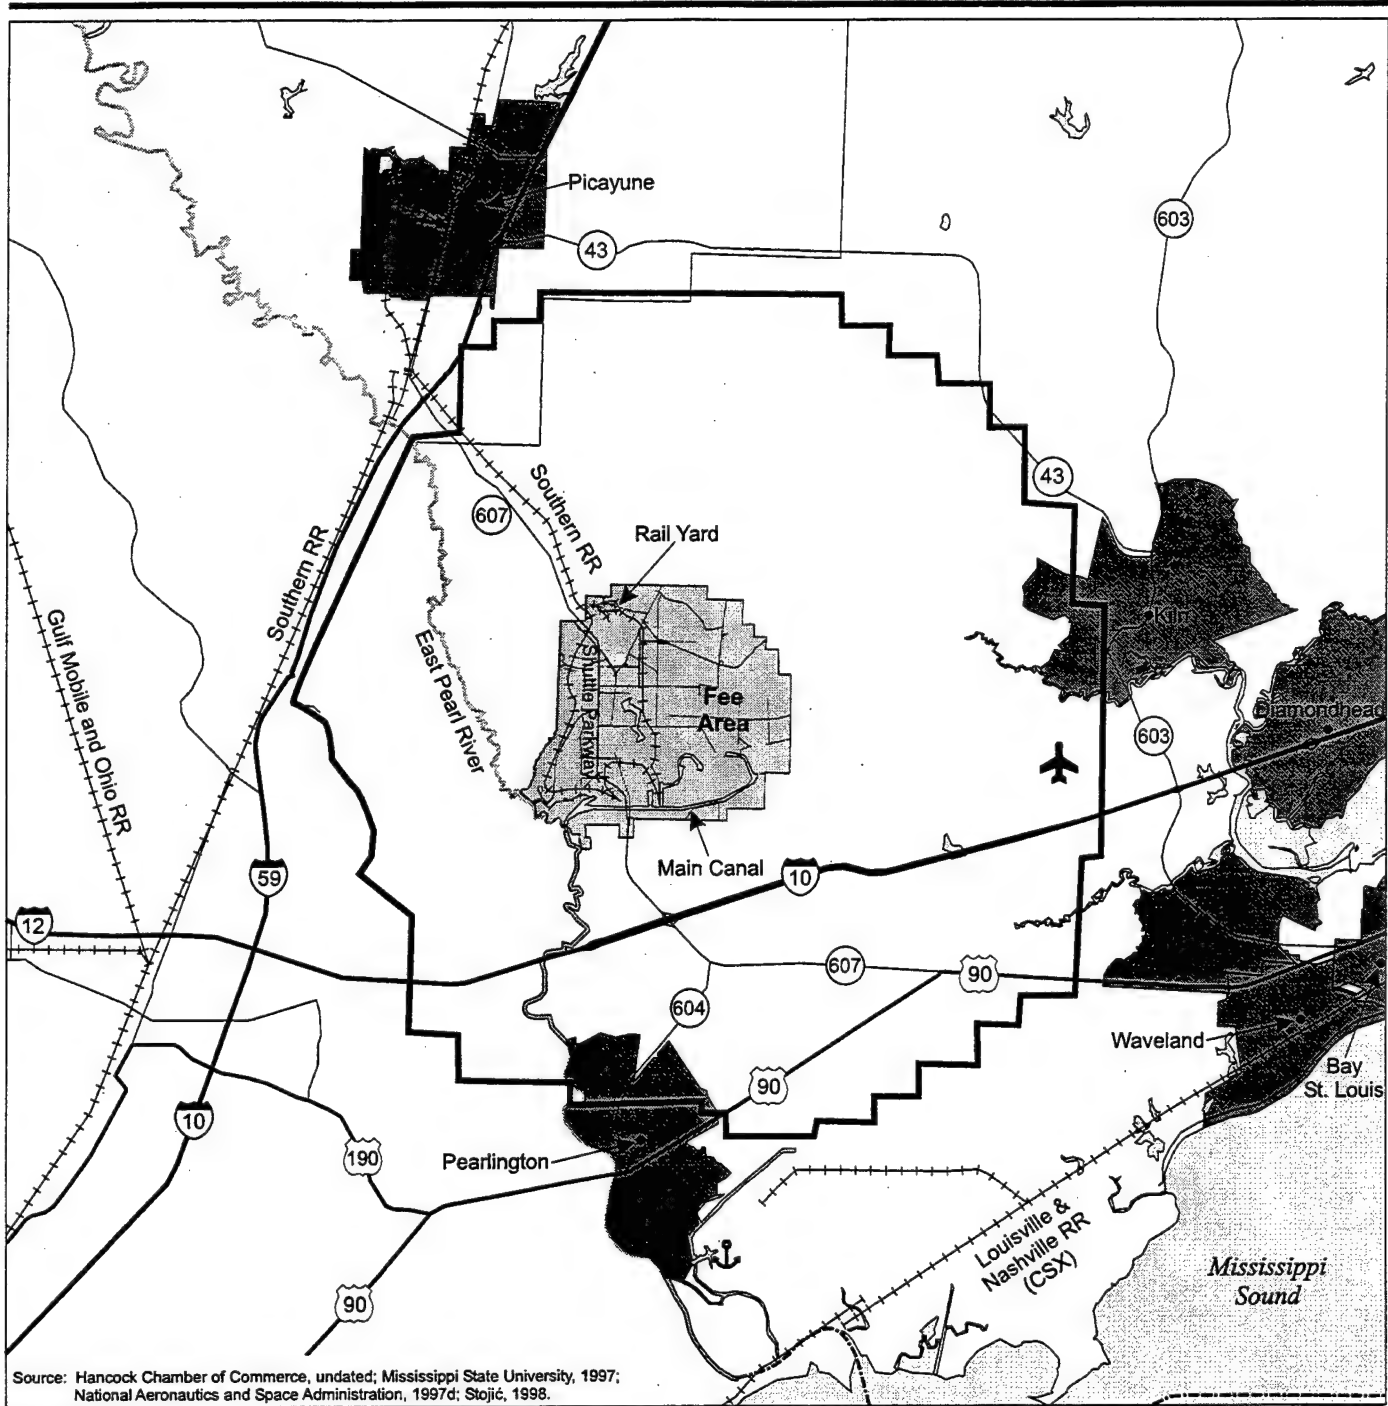 Picayune
43
603
43
607
Southern RR
Rail Yard
Southern RR
Kiln
Gulf Mobile and Ohio RR
East Pearl River
Shuttle Parkway
Fee
Area
Diamondhead
603
Main Canal
10
59
12
607
90
604
Waveland
Bay
St. Louis
90
10
190
Pearlington
Louisville &
Nashville RR
(CSX)
Mississippi
Sound
90
Source: Hancock Chamber of Commerce, undated; Mississippi State University, 1997;
National Aeronautics and Space Administration, 1997d; Stojić, 1998.